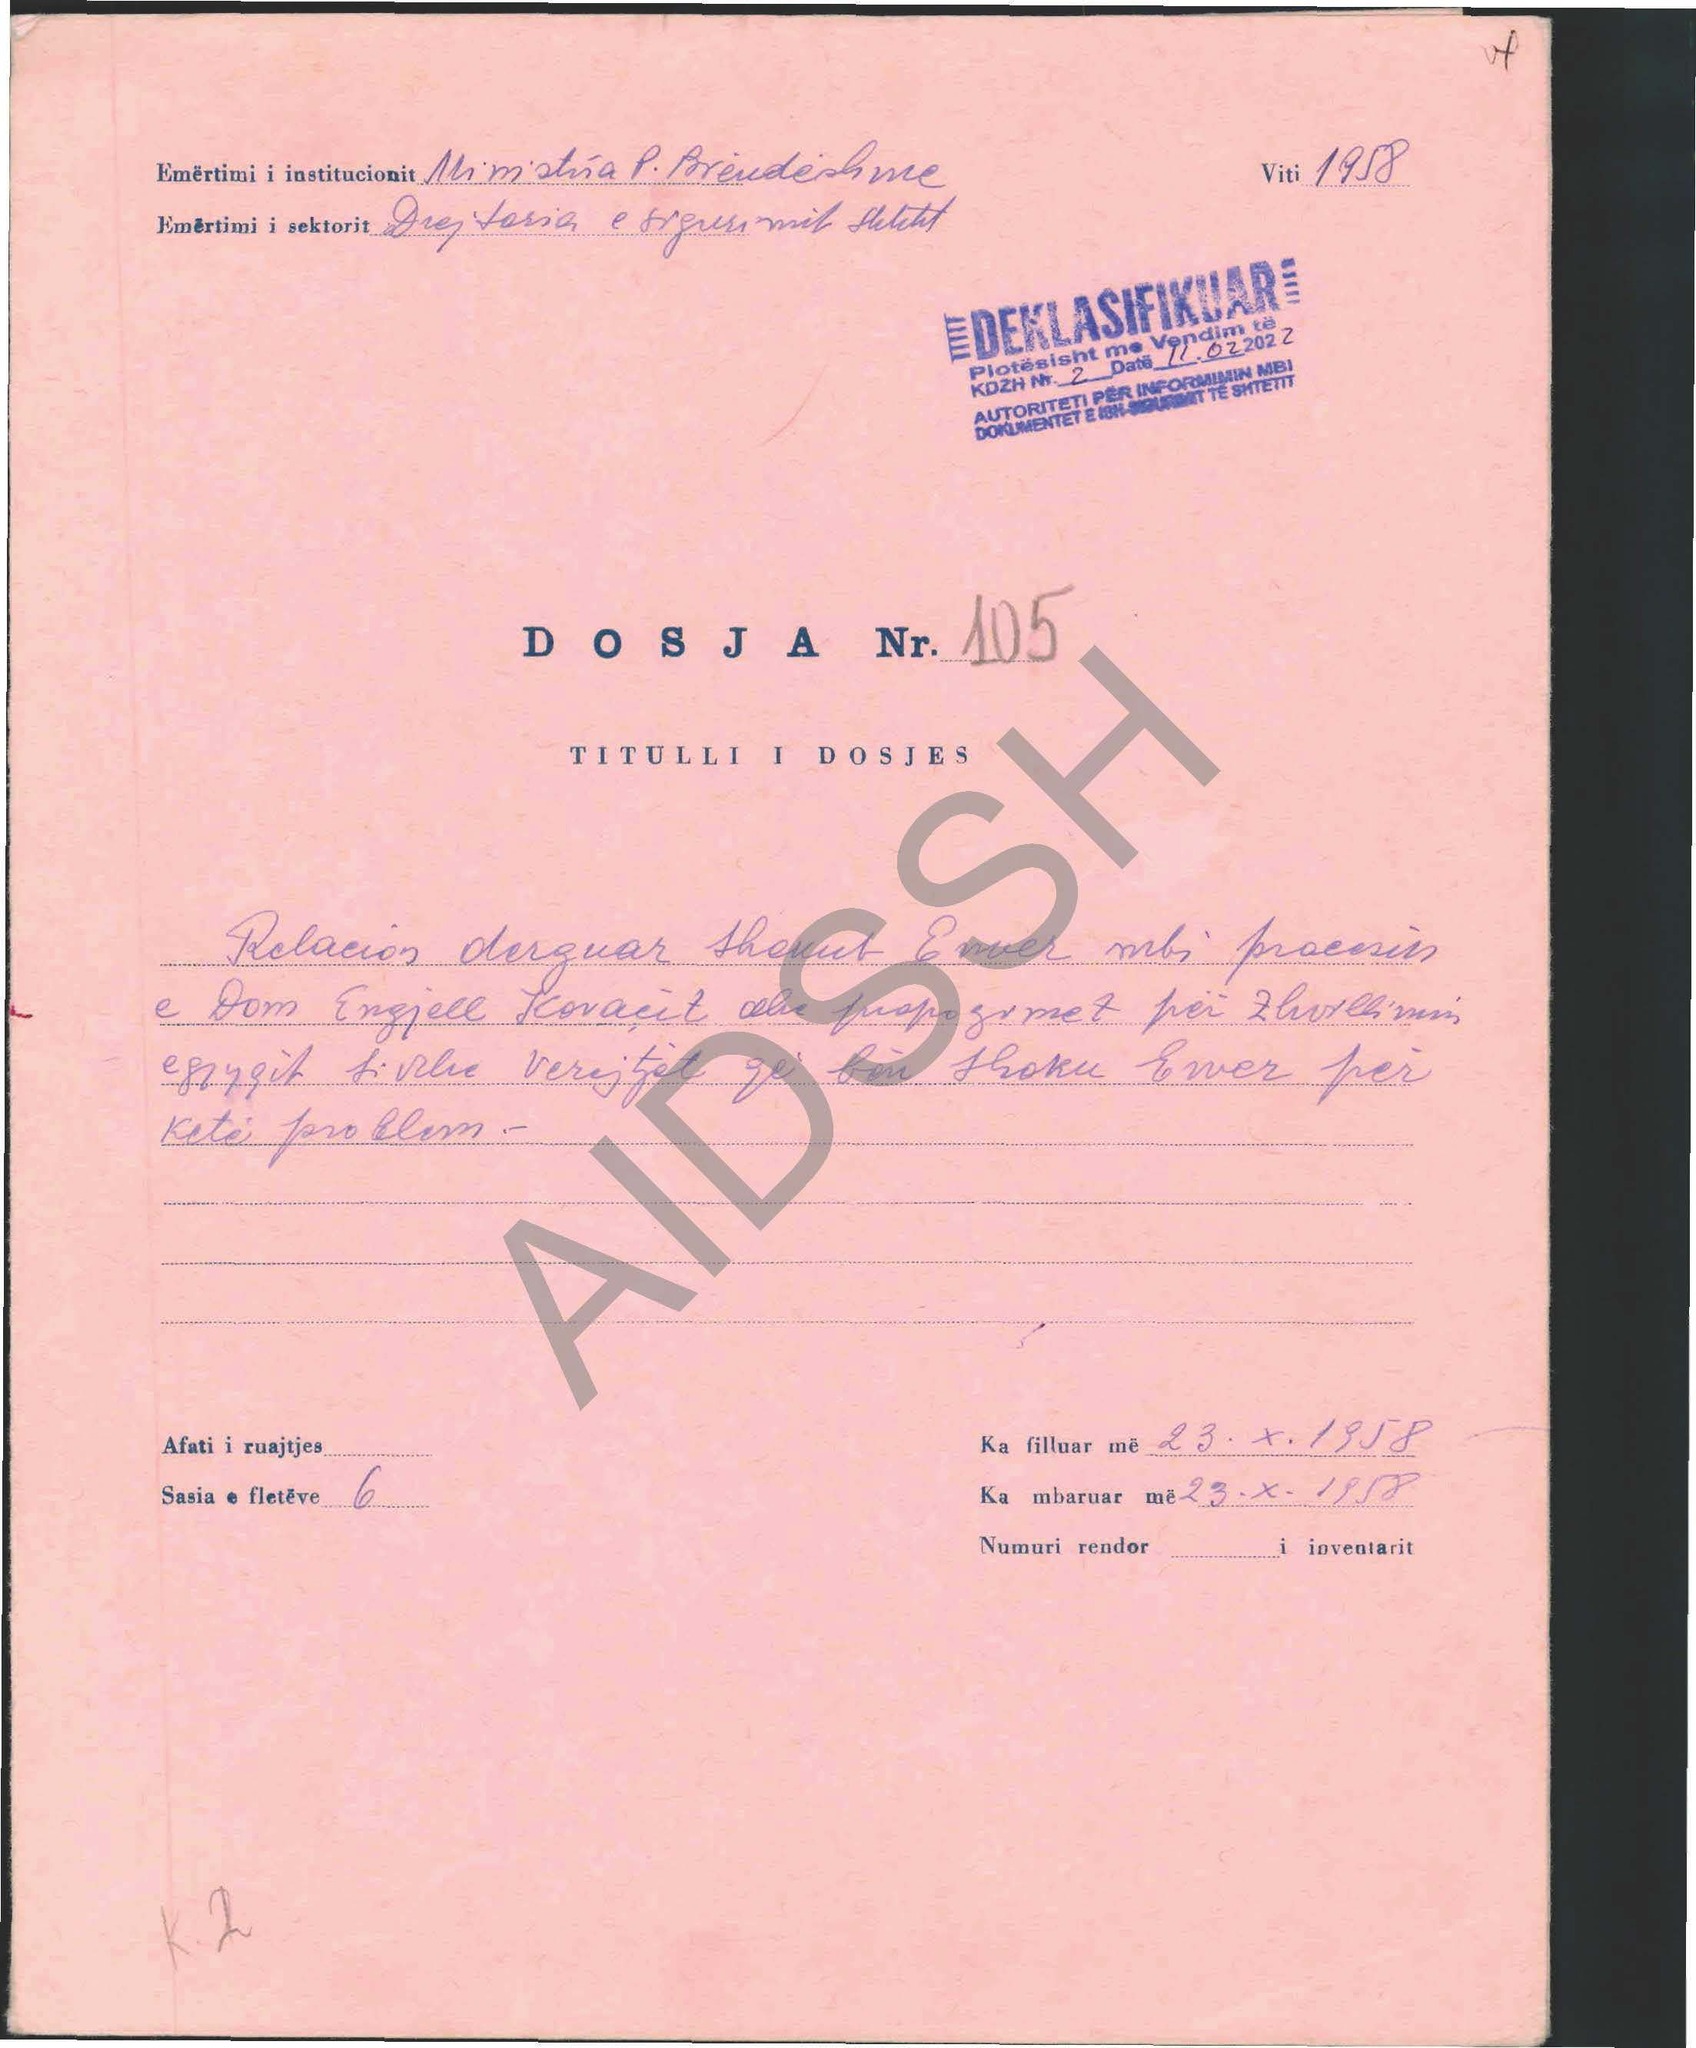 Emërtimi i institucionit Ministria P. Brendëshme
Viti 1958
Emërtimi i sektorit Drejtoria e sigurimit shtetit
DEKLASIFIKUAR
Plotësisht me Vendim të
KDZH Nr. 2 Datë 11.02 2022
AUTORITETI PËR INFORMIMIN MBI
DOKUMENTET E ISH-SIGURIMIT TË SHTETIT
DOSJA Nr. 105
TITULLI I DOSJES
Relacion derguar shokut Enver mbi procesin
e Dom Engjell Kovaçit dhe për zhvillimin
e gjyqit si dhe verejtjet që bën shoku Enver për
ketë problem.-
AIDSSH
Afati i ruajtjes
Ka filluar më 23.X.1958
Sasia e fletëve 6
Ka mbaruar më 23.X.1958
Numuri rendor i inventarit
K. 2